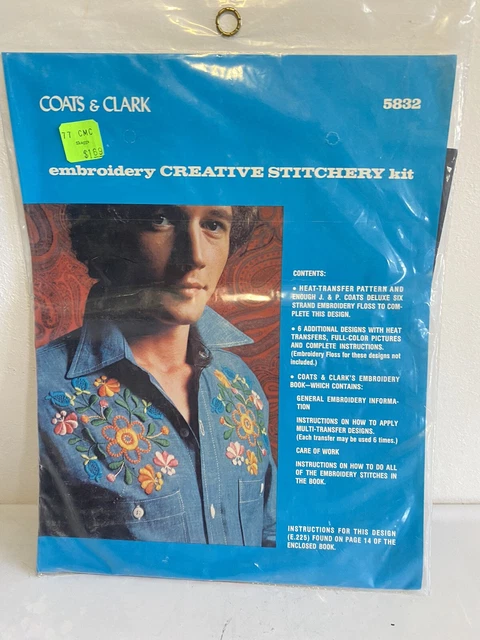 COATS & CLARK
5832
77 CMC
$1.69
embroidery CREATIVE STITCHERY kit
CONTENTS:
• HEAT-TRANSFER PATTERN AND
ENOUGH J. & P. COATS DELUXE SIX
STRAND EMBROIDERY FLOSS TO COM-
PLETE THIS DESIGN.
• 6 ADDITIONAL DESIGNS WITH HEAT
TRANSFERS, FULL-COLOR PICTURES
AND COMPLETE INSTRUCTIONS.
(Embroidery Floss for these designs not
included.)
• COATS & CLARK'S EMBROIDERY
BOOK—WHICH CONTAINS:
GENERAL EMBROIDERY INFORMA-
TION
INSTRUCTIONS ON HOW TO APPLY
MULTI-TRANSFER DESIGNS.
(Each transfer may be used 6 times.)
CARE OF WORK
INSTRUCTIONS ON HOW TO DO ALL
OF THE EMBROIDERY STITCHES IN
THE BOOK.
INSTRUCTIONS FOR THIS DESIGN
(E.225) FOUND ON PAGE 14 OF THE
ENCLOSED BOOK.